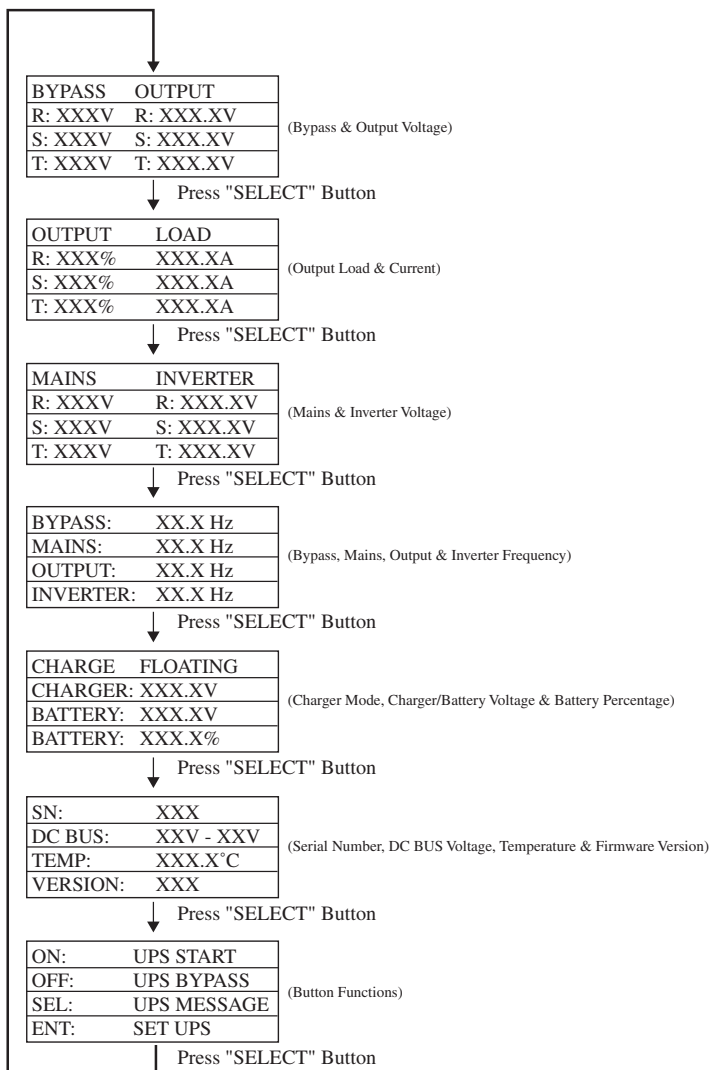 BYPASS OUTPUT
R: XXXV R: XXX.XV
S: XXXV S: XXX.XV
T: XXXV T: XXX.XV
(Bypass & Output Voltage)
Press "SELECT" Button
OUTPUT LOAD
R: XXX% XXX.XA
S: XXX% XXX.XA
T: XXX% XXX.XA
(Output Load & Current)
Press "SELECT" Button
MAINS INVERTER
R: XXXV R: XXX.XV
S: XXXV S: XXX.XV
T: XXXV T: XXX.XV
(Mains & Inverter Voltage)
Press "SELECT" Button
BYPASS: XX.X Hz
MAINS: XX.X Hz
OUTPUT: XX.X Hz
INVERTER: XX.X Hz
(Bypass, Mains, Output & Inverter Frequency)
Press "SELECT" Button
CHARGE FLOATING
CHARGER: XXX.XV
BATTERY: XXX.XV
BATTERY: XXX.X%
(Charger Mode, Charger/Battery Voltage & Battery Percentage)
Press "SELECT" Button
SN: XXX
DC BUS: XXV - XXV
TEMP: XXX.X°C
VERSION: XXX
(Serial Number, DC BUS Voltage, Temperature & Firmware Version)
Press "SELECT" Button
ON: UPS START
OFF: UPS BYPASS
SEL: UPS MESSAGE
ENT: SET UPS
(Button Functions)
Press "SELECT" Button